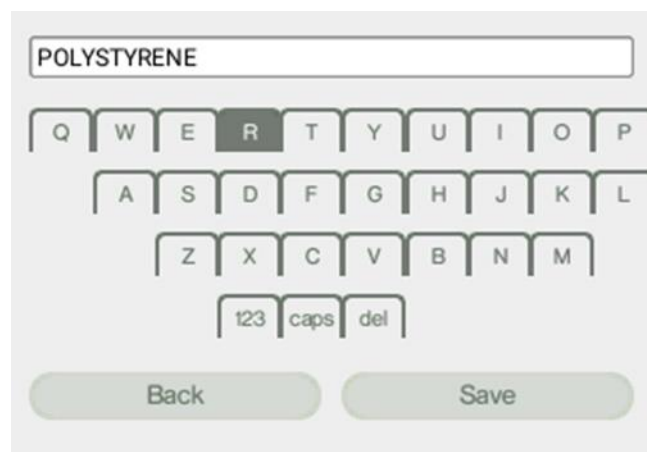 POLYSTYRENE
Q W E R T Y U I O P
A S D F G H J K L
Z X C V B N M
123 caps del
Back Save